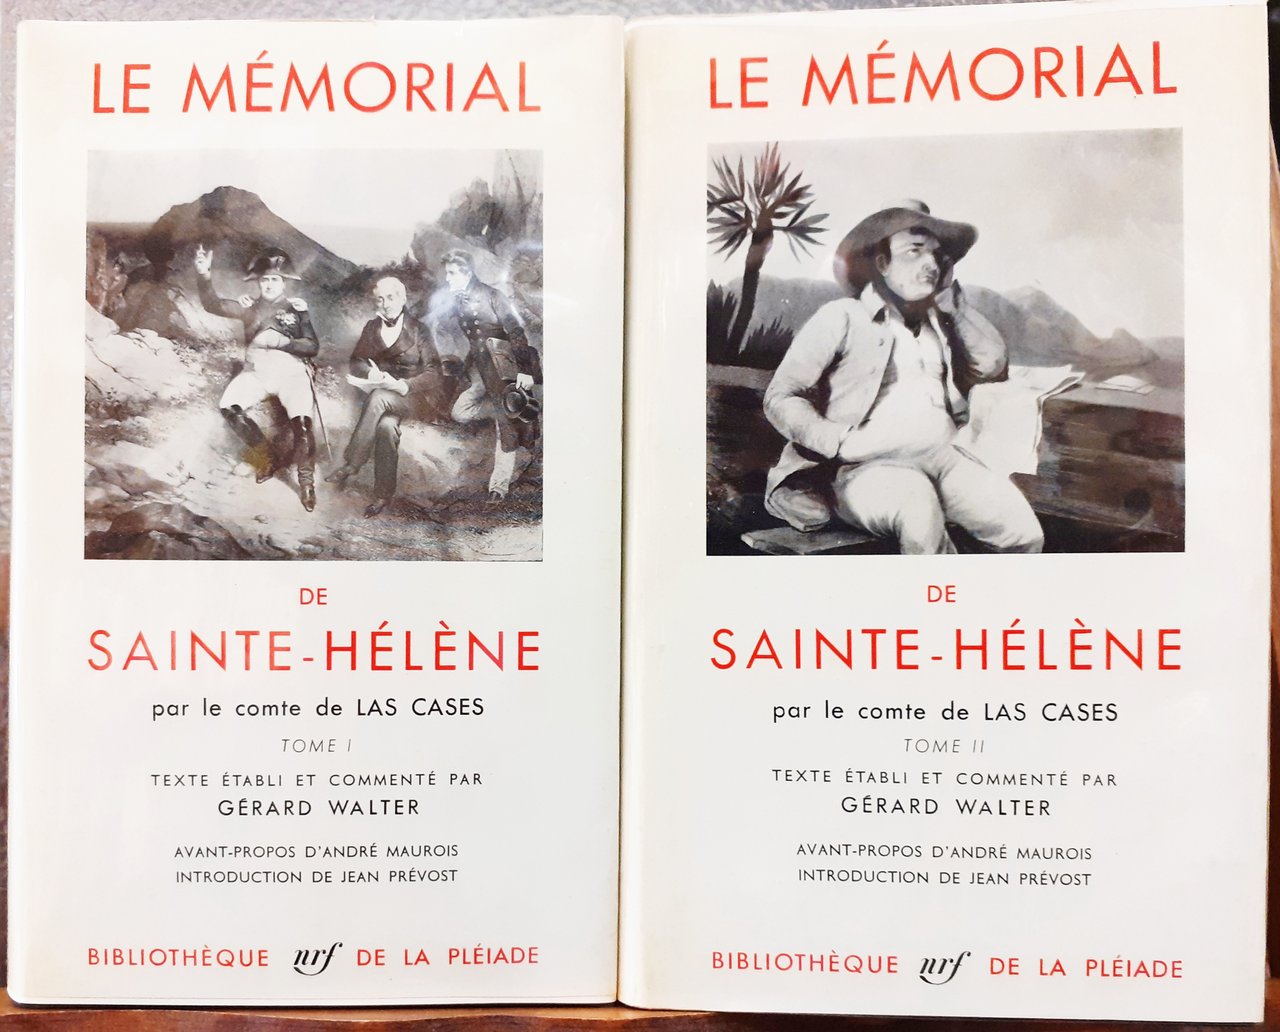 LE MÉMORIAL
DE
SAINTE-HÉLÈNE
par le comte de LAS CASES
TOME I
TEXTE ÉTABLI ET COMMENTÉ PAR
GÉRARD WALTER
AVANT-PROPOS D'ANDRÉ MAUROIS
INTRODUCTION DE JEAN PRÉVOST
BIBLIOTHÈQUE nrf DE LA PLÉIADE
LE MÉMORIAL
DE
SAINTE-HÉLÈNE
par le comte de LAS CASES
TOME II
TEXTE ÉTABLI ET COMMENTÉ PAR
GÉRARD WALTER
AVANT-PROPOS D'ANDRÉ MAUROIS
INTRODUCTION DE JEAN PRÉVOST
BIBLIOTHÈQUE nrf DE LA PLÉIADE